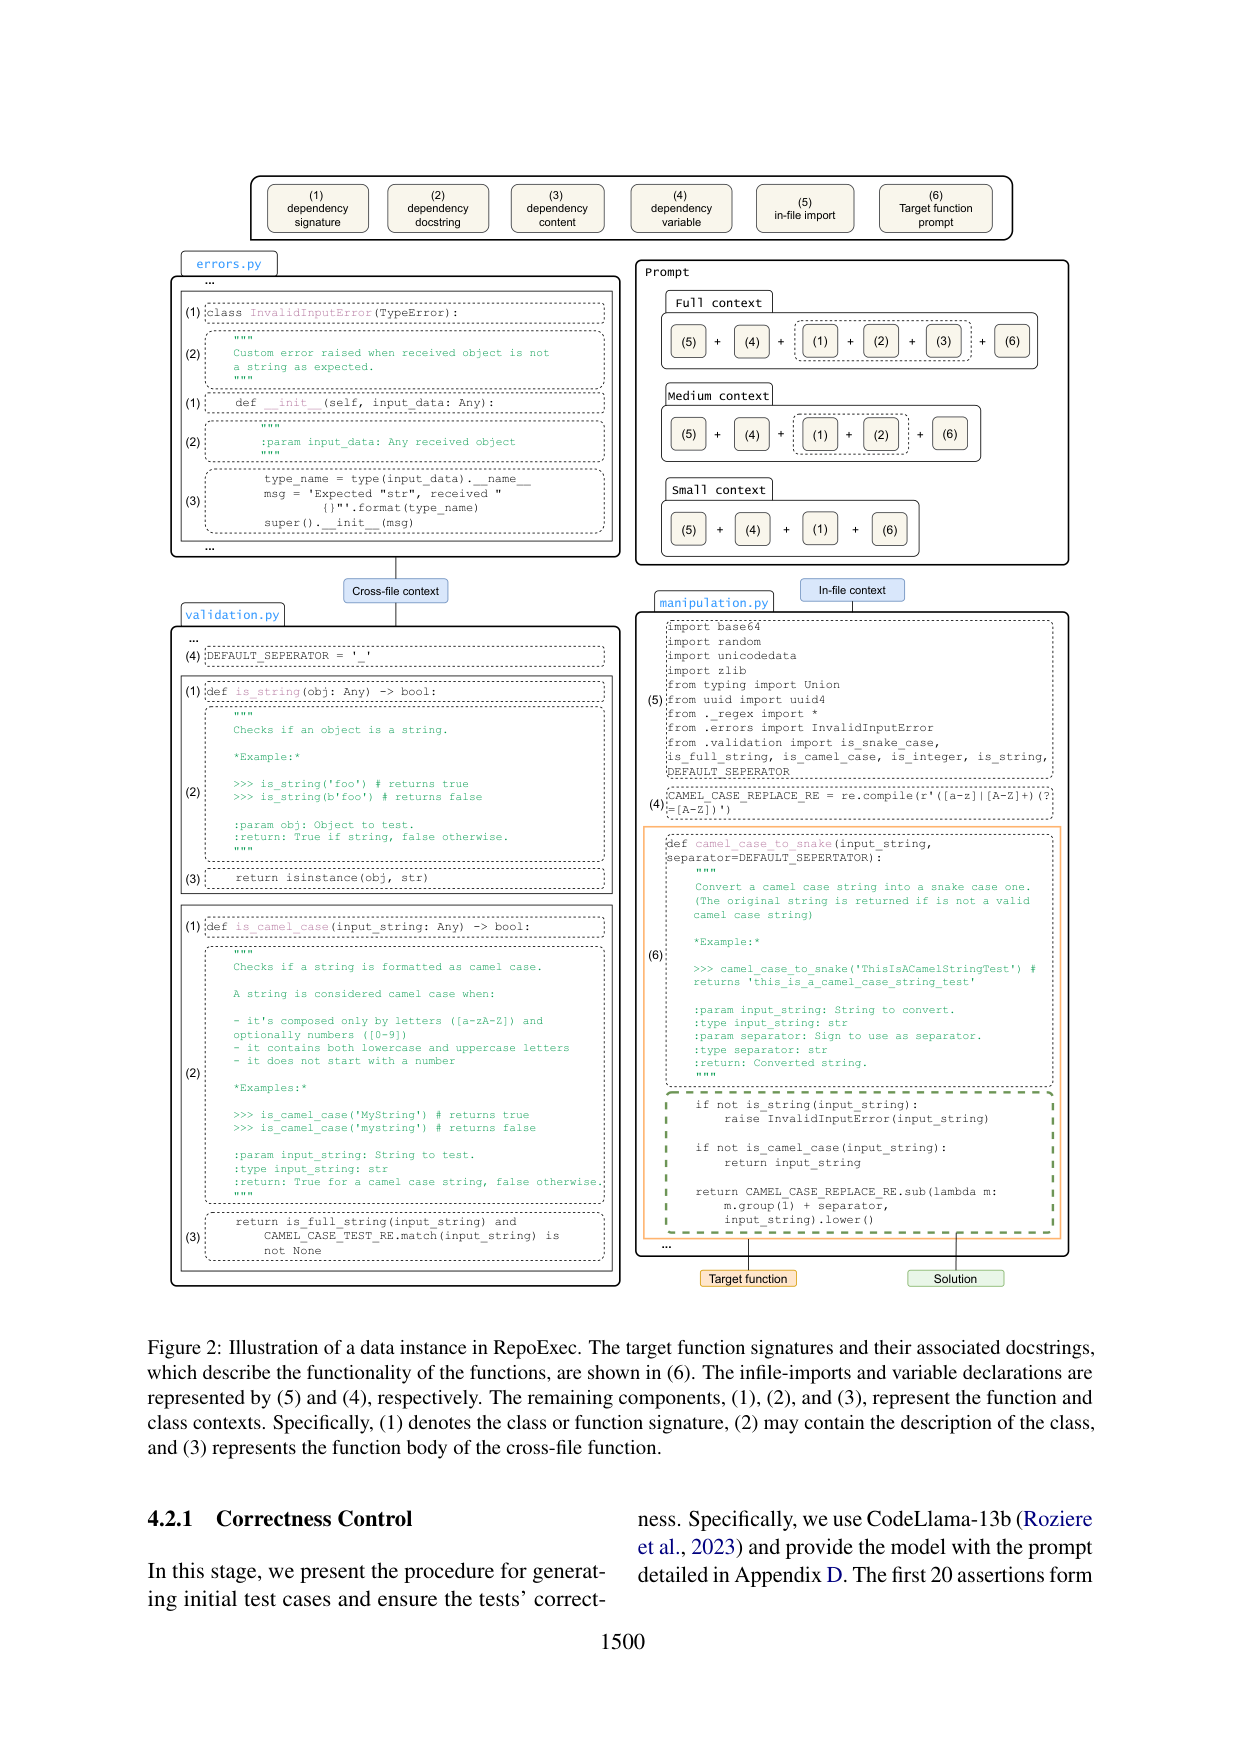 (1)
dependency
signature
(2)
dependency
docstring
(3)
dependency
content
(4)
dependency
variable
(5)
in-file import
(6)
Target function
prompt
errors.py
...
(1) class InvalidInputError(TypeError):
(2)
"""
Custom error raised when received object is not
a string as expected.
"""
(1) def __init__(self, input_data: Any):
(2)
"""
:param input_data: Any received object
"""
(3)
type_name = type(input_data).__name__
msg = 'Expected "str", received "
{}"'.format(type_name)
super().__init__(msg)
...
Cross-file context
validation.py
...
(4) DEFAULT_SEPERATOR = '_'
(1) def is_string(obj: Any) -> bool:
(2)
"""
Checks if an object is a string.
*Example:*
>>> is_string('foo') # returns true
>>> is_string(b'foo') # returns false
:param obj: Object to test.
:return: True if string, false otherwise.
"""
(3) return isinstance(obj, str)
(1) def is_camel_case(input_string: Any) -> bool:
(2)
"""
Checks if a string is formatted as camel case.
A string is considered camel case when:
- it's composed only by letters ([a-zA-Z]) and
optionally numbers ([0-9])
- it contains both lowercase and uppercase letters
- it does not start with a number
*Examples:*
>>> is_camel_case('MyString') # returns true
>>> is_camel_case('mystring') # returns false
:param input_string: String to test.
:type input_string: str
:return: True for a camel case string, false otherwise.
"""
(3)
return is_full_string(input_string) and
CAMEL_CASE_TEST_RE.match(input_string) is
not None
Prompt
Full context
(5) + (4) + (1) + (2) + (3) + (6)
Medium context
(5) + (4) + (1) + (2) + (6)
Small context
(5) + (4) + (1) + (6)
In-file context
manipulation.py
(5)
import base64
import random
import unicodedata
import zlib
from typing import Union
from uuid import uuid4
from ._regex import *
from .errors import InvalidInputError
from .validation import is_snake_case,
is_full_string, is_camel_case, is_integer, is_string,
DEFAULT_SEPERATOR
(4)
CAMEL_CASE_REPLACE_RE = re.compile(r'([a-z]|[A-Z]+)(?
=[A-Z])')
(6)
def camel_case_to_snake(input_string,
separator=DEFAULT_SEPERTATOR):
"""
Convert a camel case string into a snake case one.
(The original string is returned if is not a valid
camel case string)
*Example:*
>>> camel_case_to_snake('ThisIsACamelStringTest') #
returns 'this_is_a_camel_case_string_test'
:param input_string: String to convert.
:type input_string: str
:param separator: Sign to use as separator.
:type separator: str
:return: Converted string.
"""
if not is_string(input_string):
raise InvalidInputError(input_string)
if not is_camel_case(input_string):
return input_string
return CAMEL_CASE_REPLACE_RE.sub(lambda m:
m.group(1) + separator,
input_string).lower()
...
Target function
Solution
Figure 2: Illustration of a data instance in RepoExec. The target function signatures and their associated docstrings,
which describe the functionality of the functions, are shown in (6). The infile-imports and variable declarations are
represented by (5) and (4), respectively. The remaining components, (1), (2), and (3), represent the function and
class contexts. Specifically, (1) denotes the class or function signature, (2) may contain the description of the class,
and (3) represents the function body of the cross-file function.
4.2.1 Correctness Control
In this stage, we present the procedure for generat-
ing initial test cases and ensure the tests' correct-
ness. Specifically, we use CodeLlama-13b (Roziere
et al., 2023) and provide the model with the prompt
detailed in Appendix D. The first 20 assertions form
1500